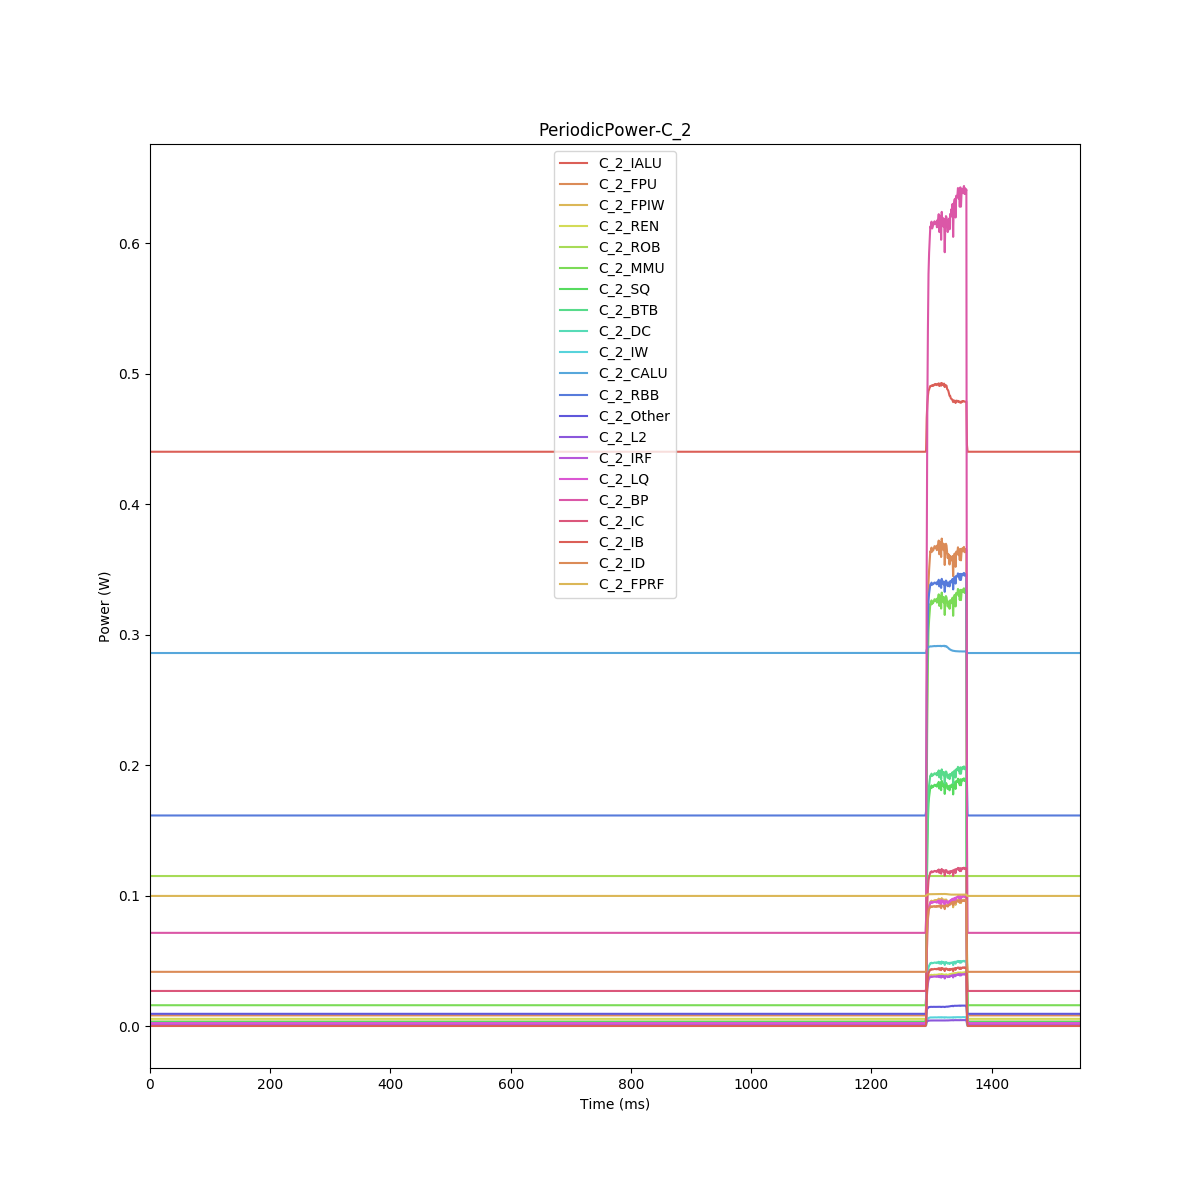 PeriodicPower-C_2
C_2_IALU
C_2_FPU
C_2_FPIW
C_2_REN
C_2_ROB
C_2_MMU
C_2_SQ
C_2_BTB
C_2_DC
C_2_IW
C_2_CALU
C_2_RBB
C_2_Other
C_2_L2
C_2_IRF
C_2_LQ
C_2_BP
C_2_IC
C_2_IB
C_2_ID
C_2_FPRF
0.6
0.5
0.4
0.3
0.2
0.1
0.0
Power (W)
0 200 400 600 800 1000 1200 1400
Time (ms)